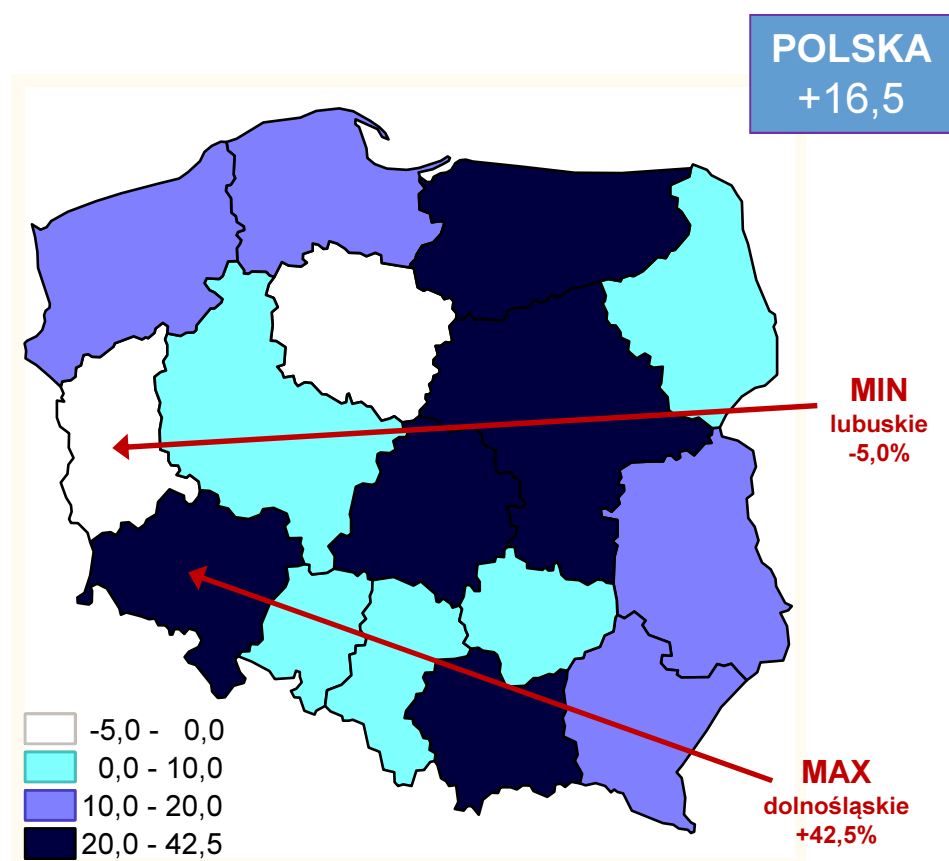 POLSKA
+16,5
MIN
lubuskie
-5,0%
MAX
dolnośląskie
+42,5%
-5,0 - 0,0
0,0 - 10,0
10,0 - 20,0
20,0 - 42,5